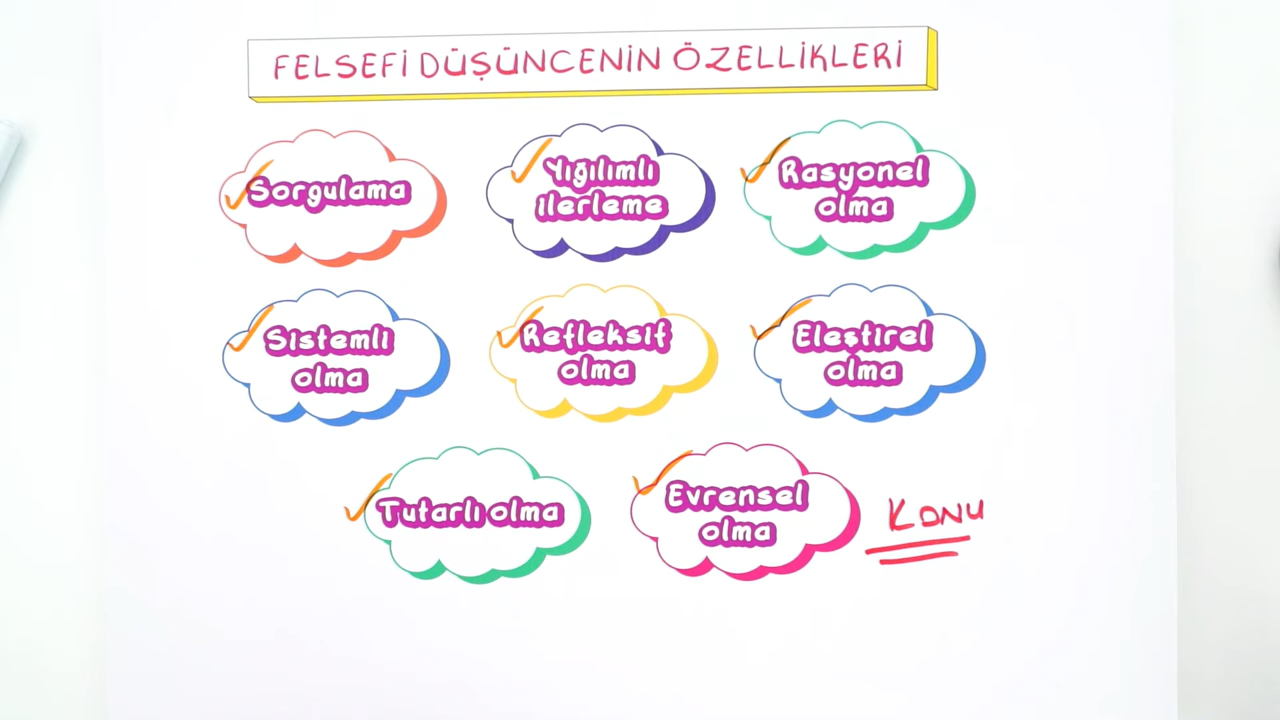 FELSEFİ DÜŞÜNCENİN ÖZELLİKLERİ
Sorgulama
Yığılımlı
ilerleme
Rasyonel
olma
Sistemli
olma
Refleksif
olma
Eleştirel
olma
Tutarlı olma
Evrensel
olma
KONU